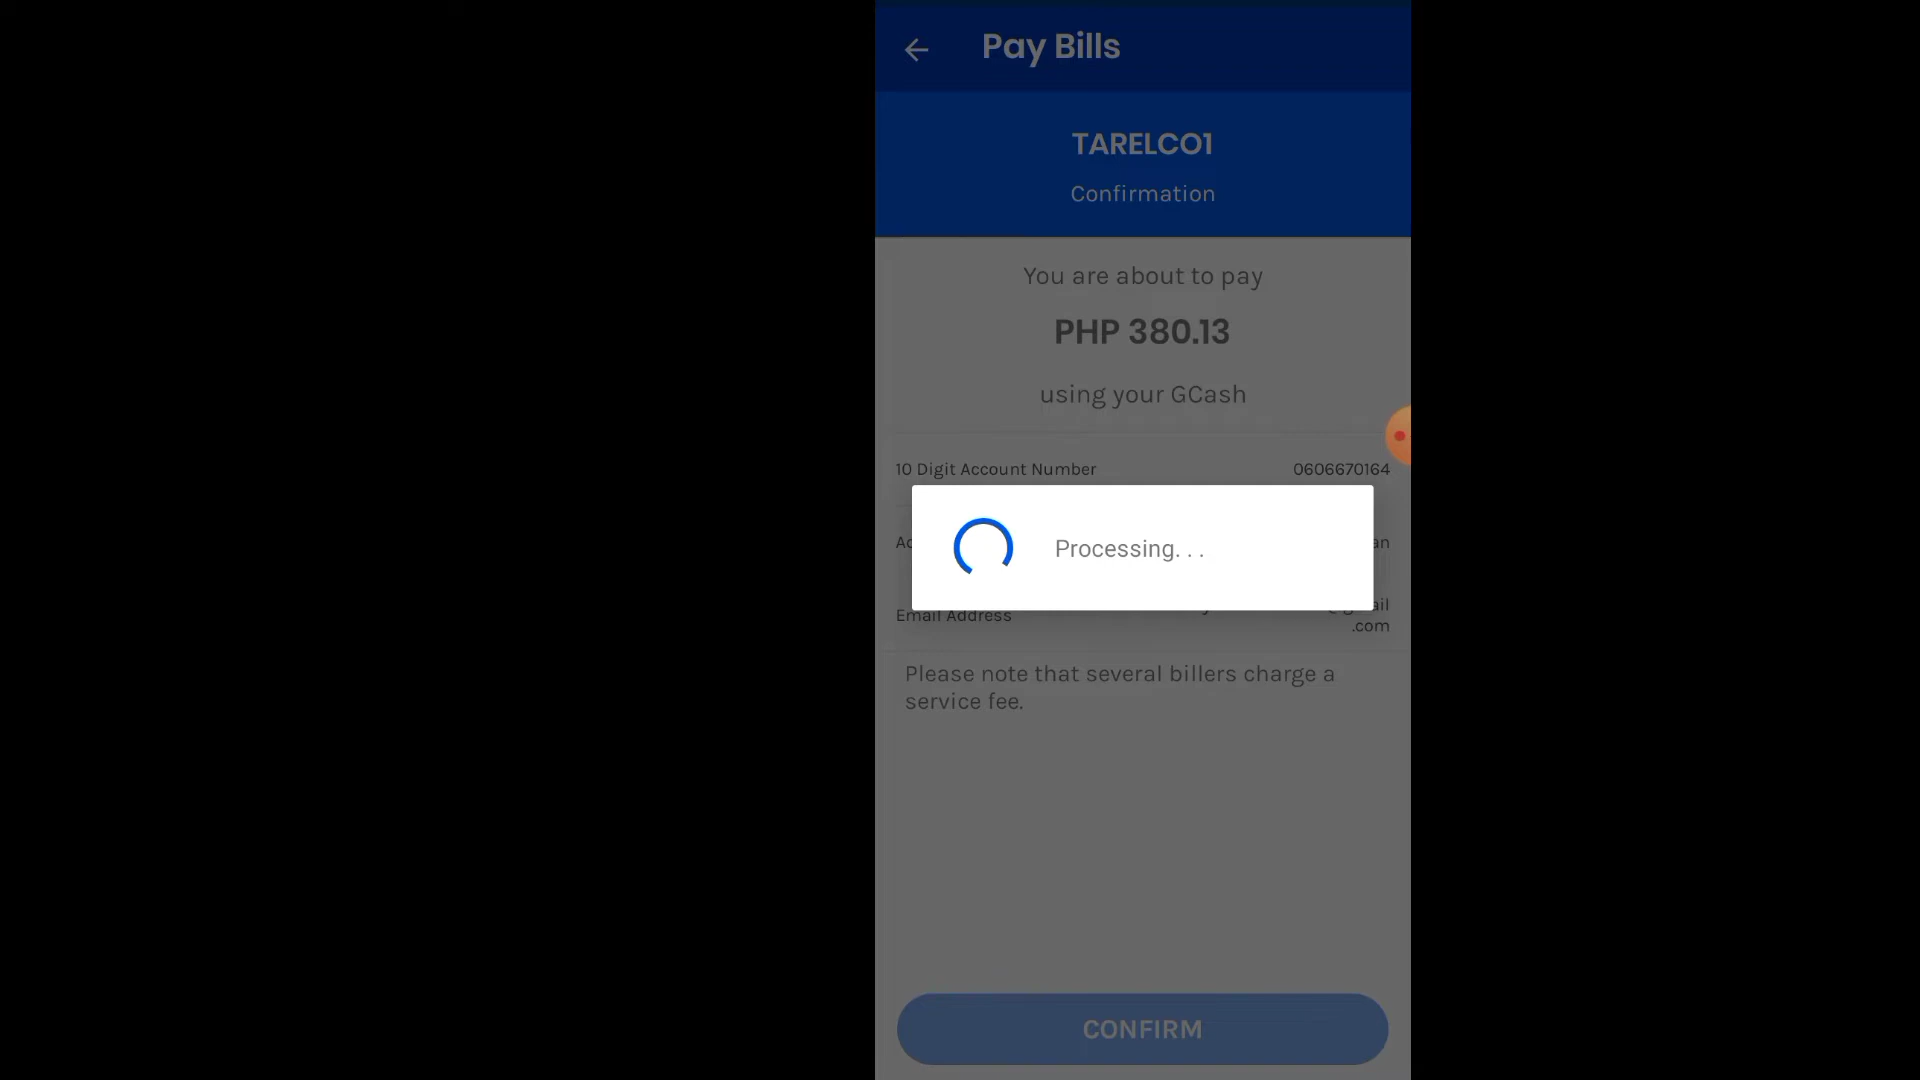 Pay Bills
TARELCO1
Confirmation
You are about to pay
PHP 380.13
using your GCash
10 Digit Account Number 0606670164
Processing. . .
Email Address
.com
Please note that several billers charge a
service fee.
CONFIRM